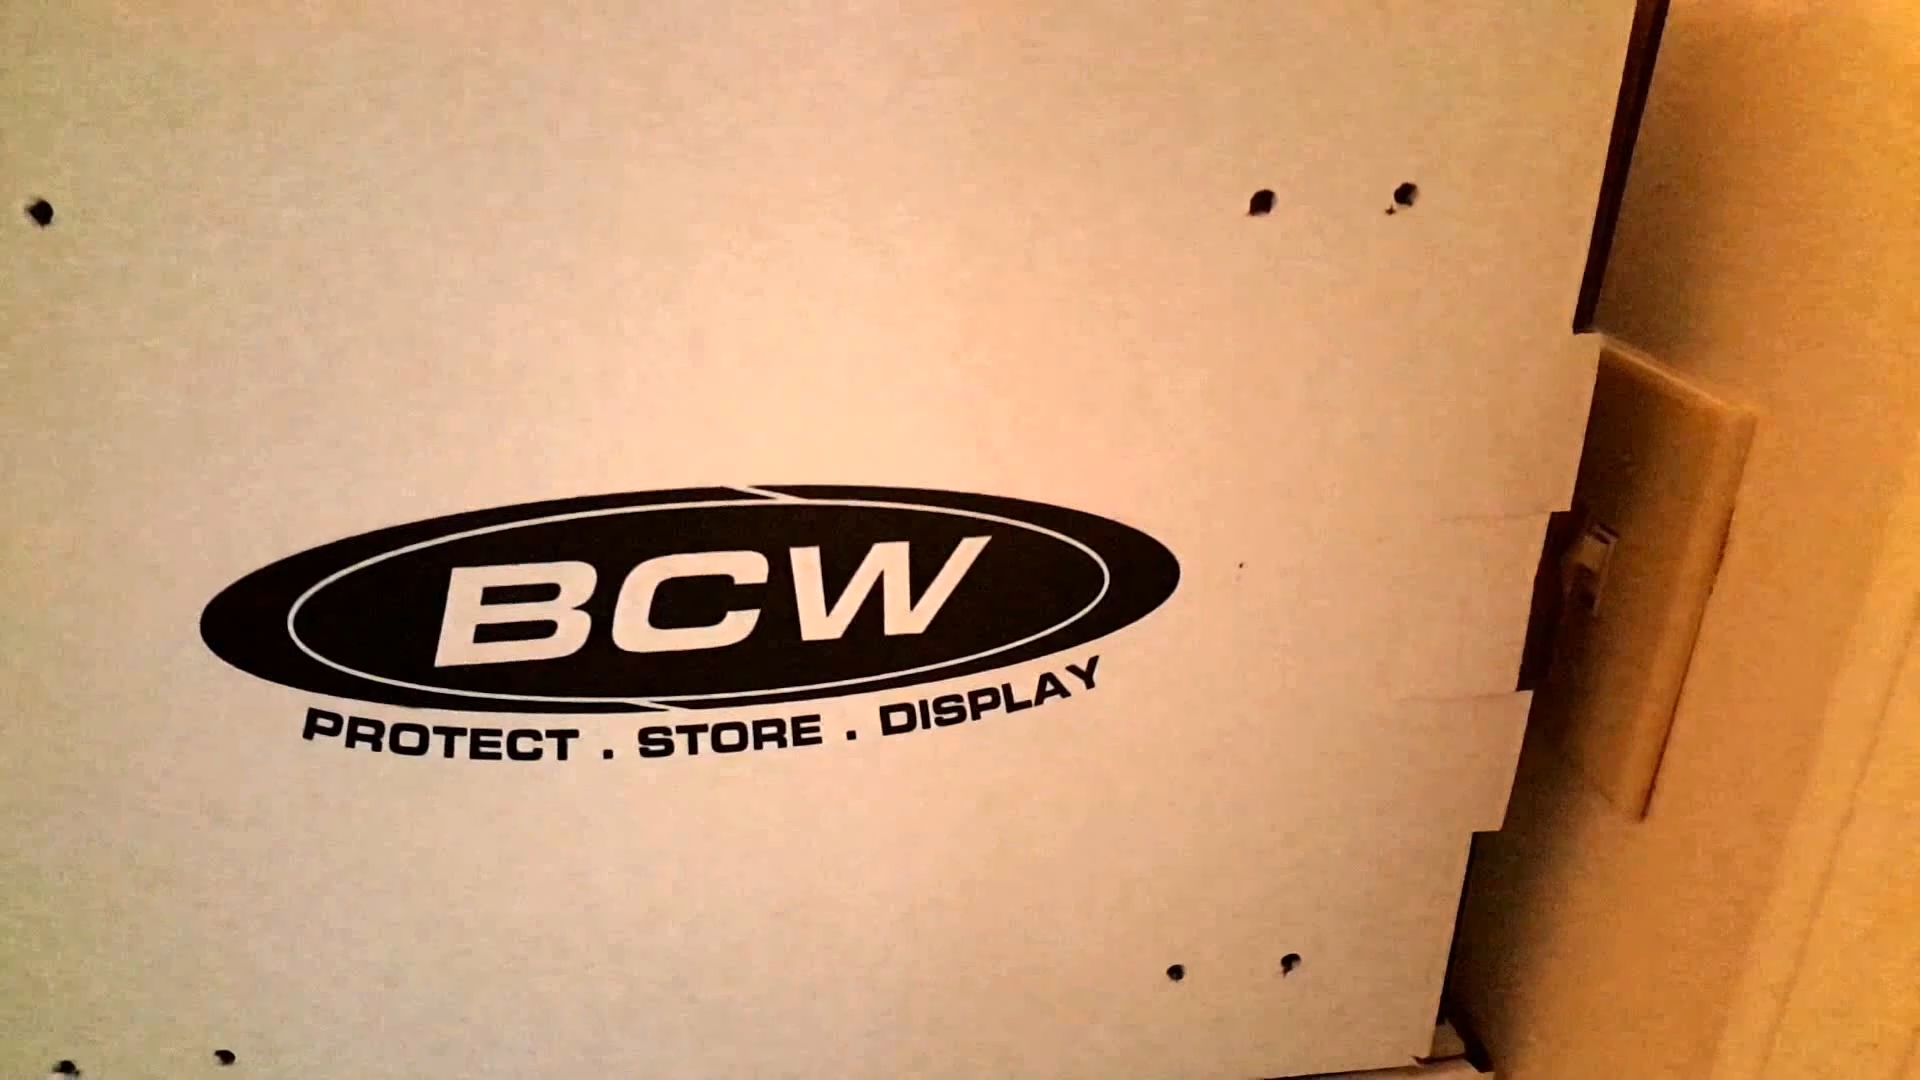 BCW
PROTECT . STORE . DISPLAY